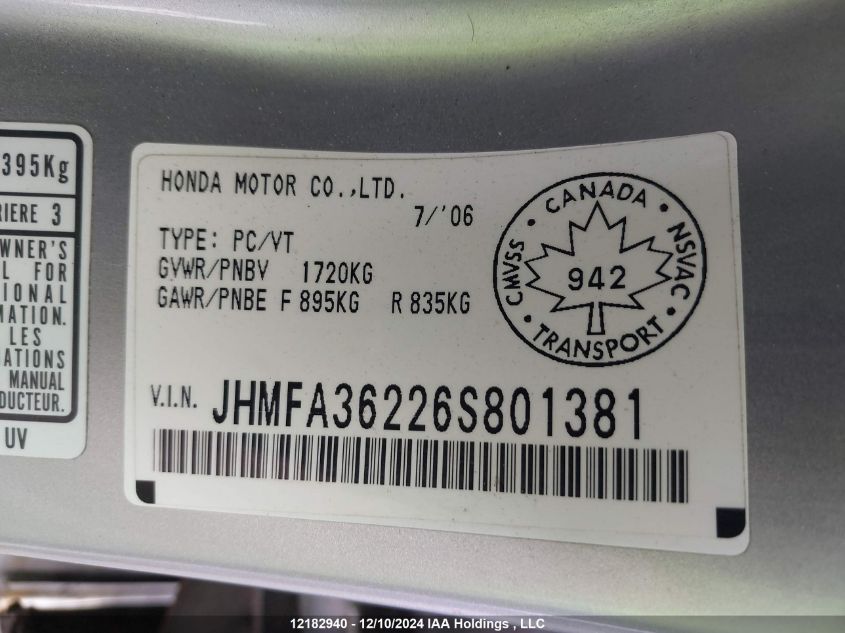 395Kg
RIERE 3
OWNER'S
L FOR
IONAL
MATION.
LES
ATIONS
MANUAL
DUCTEUR.
UV
HONDA MOTOR CO.,LTD.
7/'06
TYPE: PC/VT
GVWR/PNBV 1720KG
GAWR/PNBE F 895KG R 835KG
CANADA
CMVSS
NSVAC
942
TRANSPORT
V.I.N. JHMFA36226S801381
12182940 - 12/10/2024 IAA Holdings , LLC